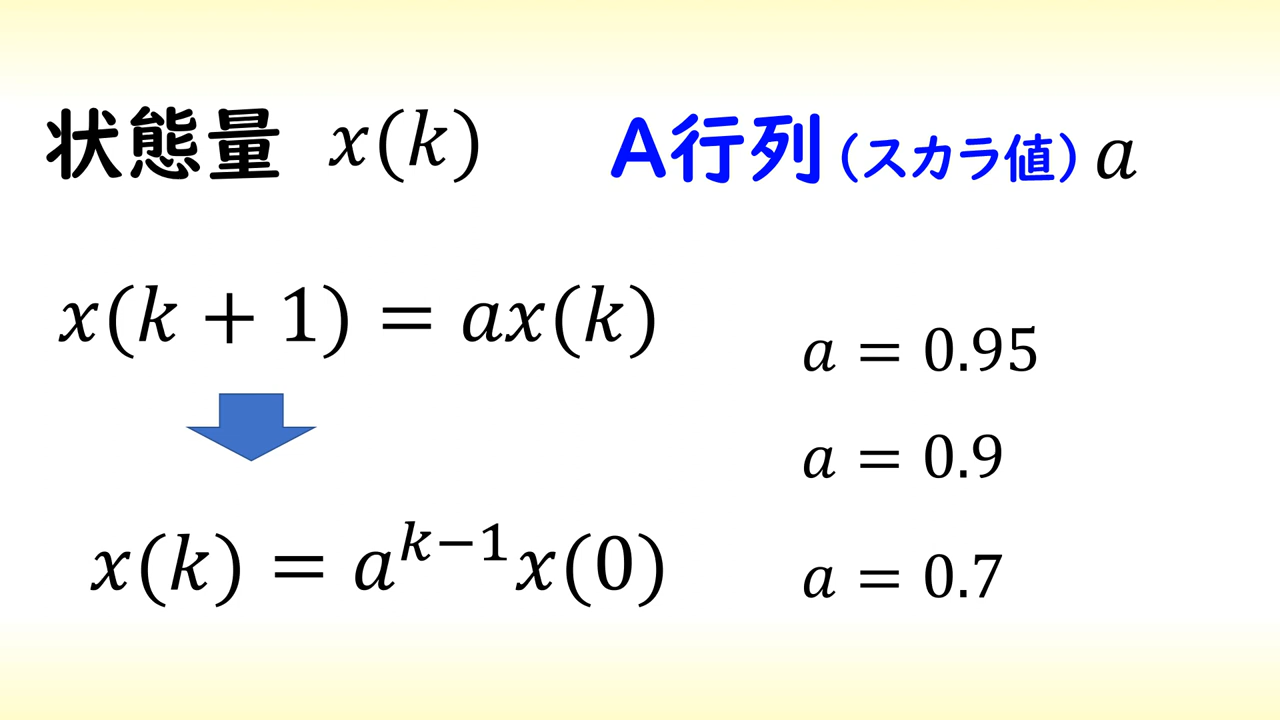 状態量 x(k)
A行列（スカラ値）a
x(k + 1) = ax(k)
x(k) = a^{k−1}x(0)
a = 0.95
a = 0.9
a = 0.7